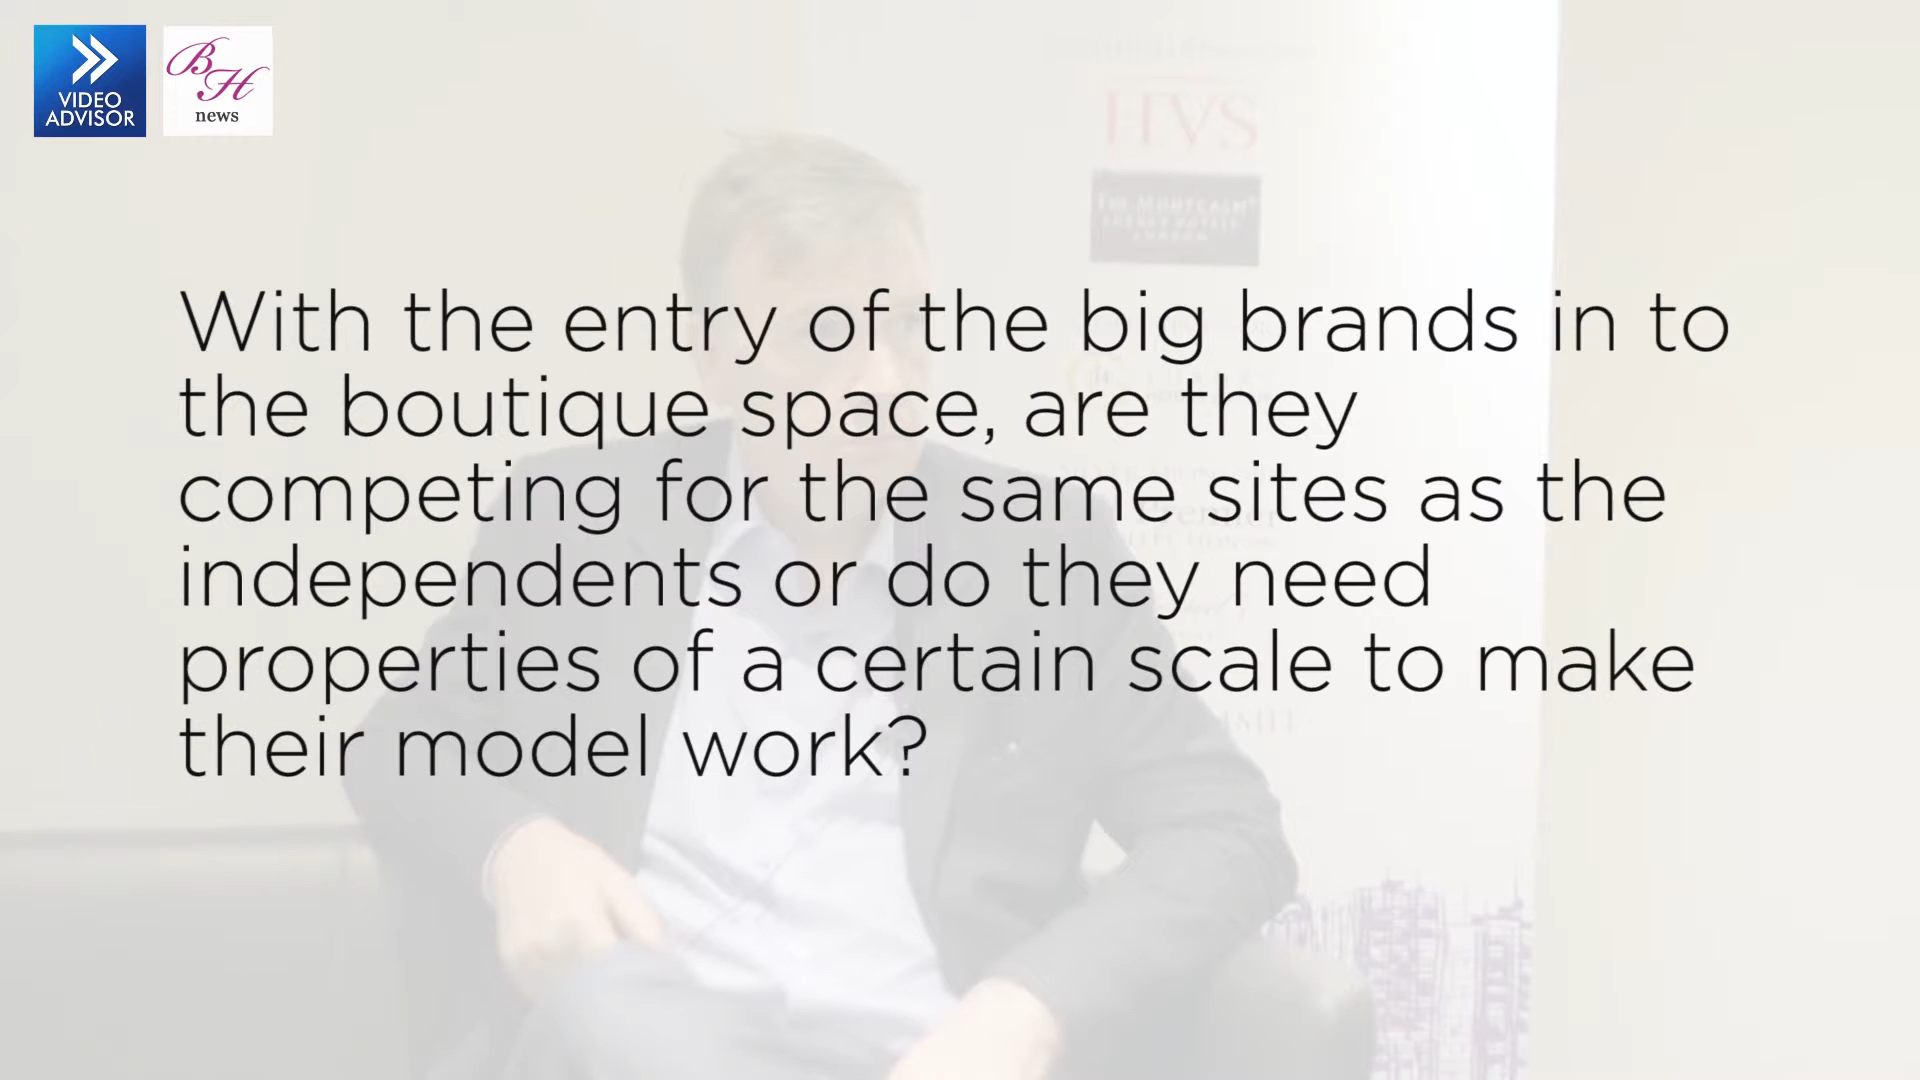 VIDEO
ADVISOR
BH
news
HVS
With the entry of the big brands in to
the boutique space, are they
competing for the same sites as the
independents or do they need
properties of a certain scale to make
their model work?
Premier